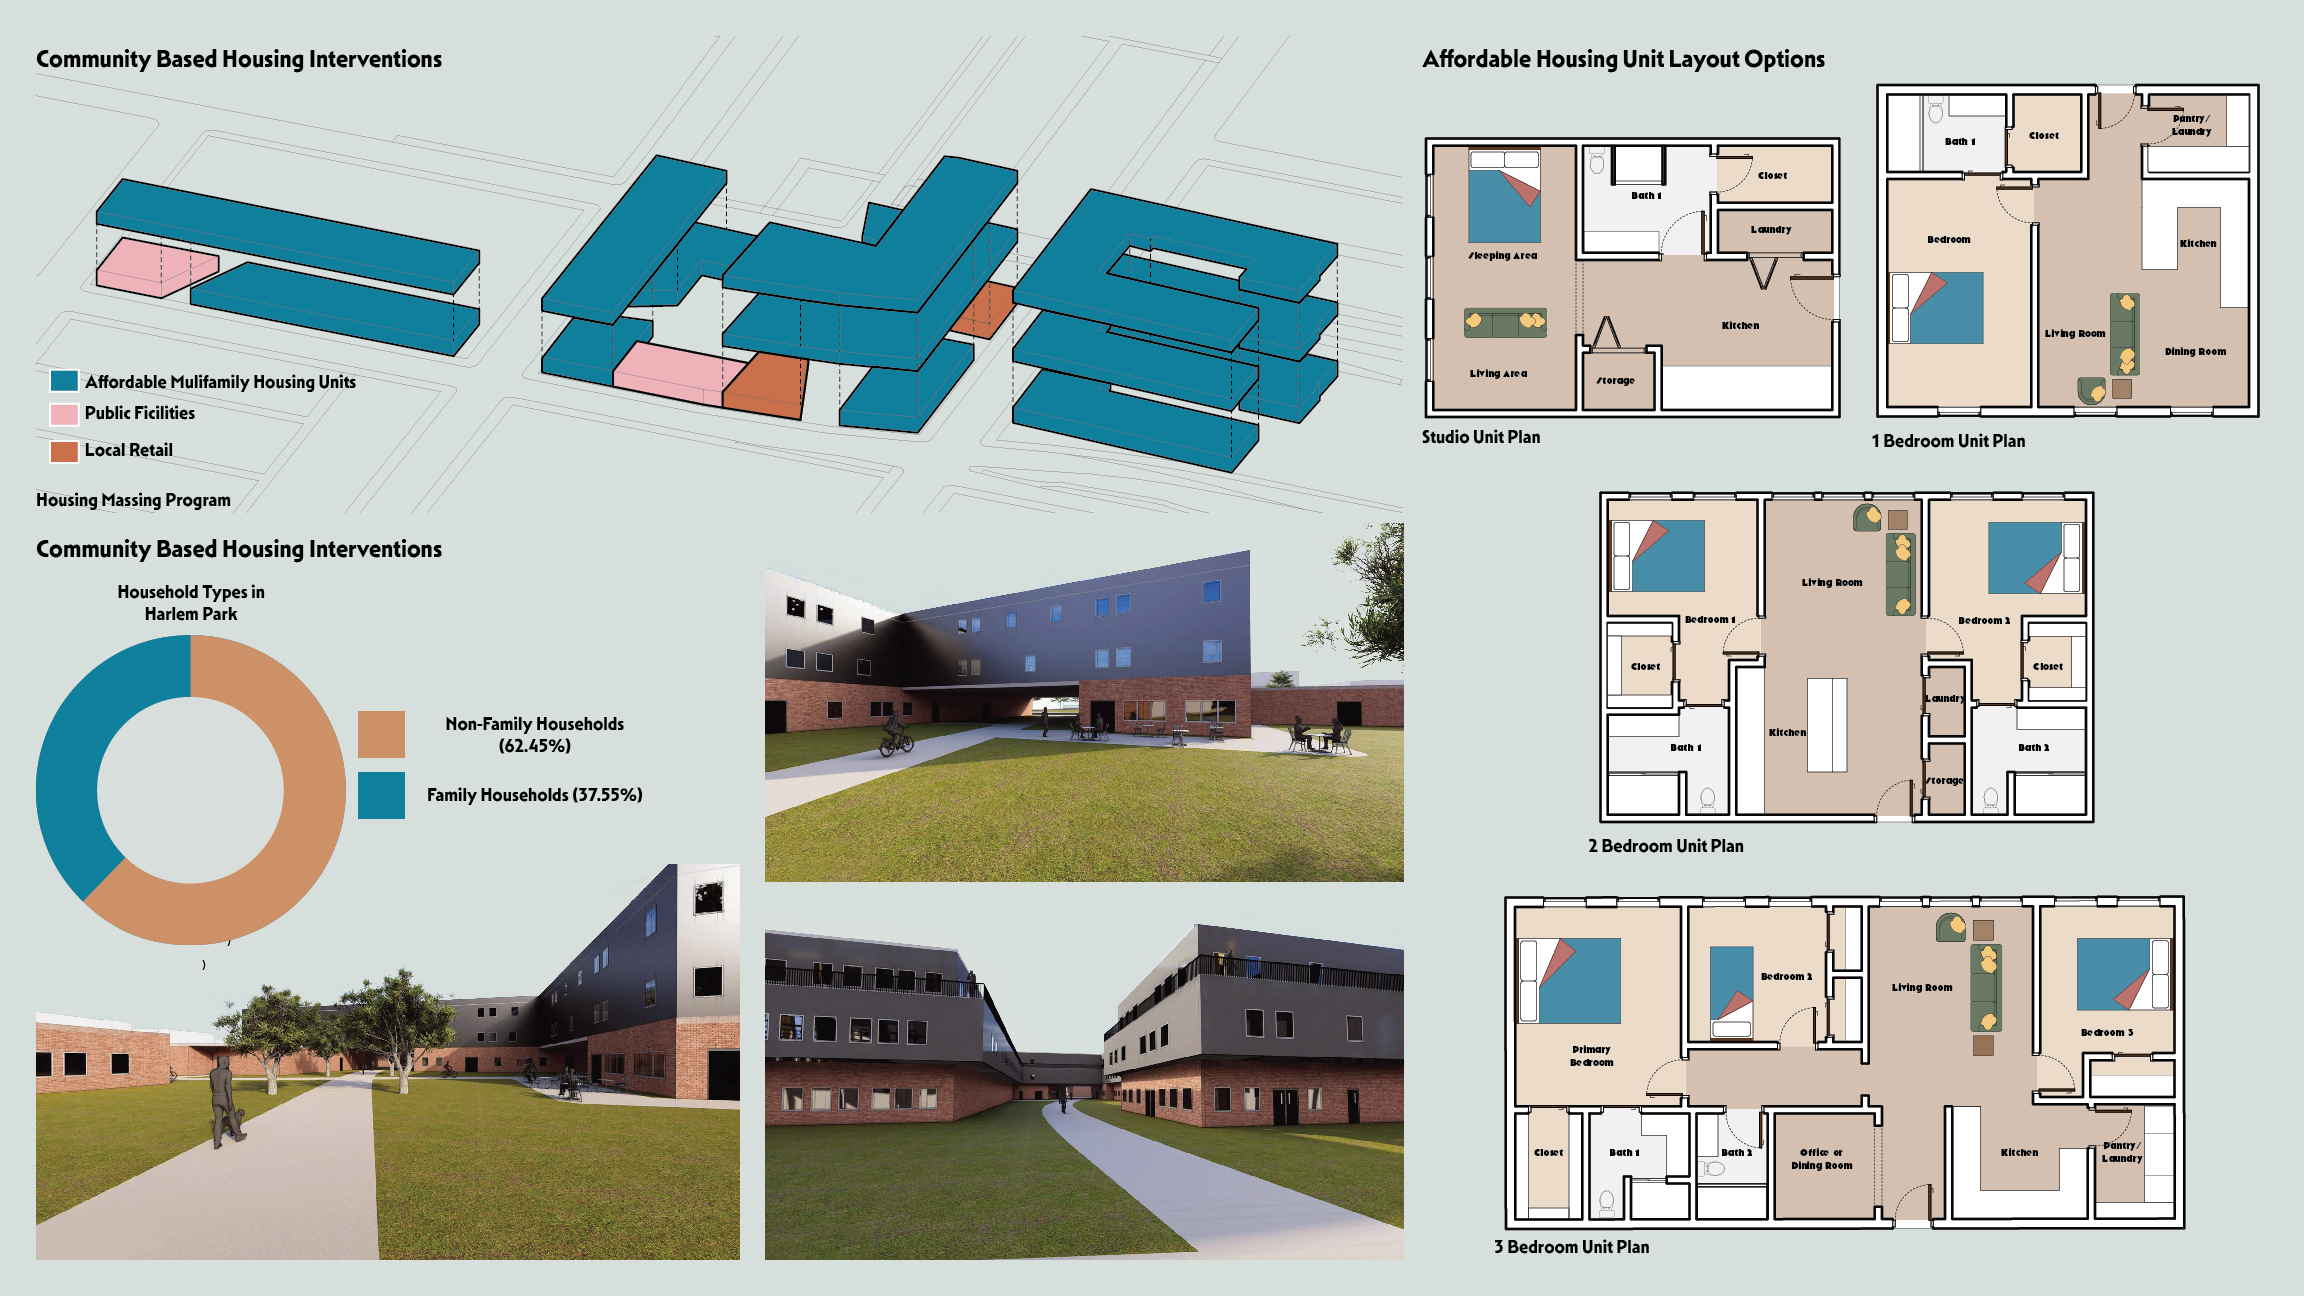 Community Based Housing Interventions
Affordable Mulifamily Housing Units
Public Ficilities
Local Retail
Housing Massing Program
Community Based Housing Interventions
Household Types in
Harlem Park
Non-Family Households
(62.45%)
Family Households (37.55%)
)
)
Affordable Housing Unit Layout Options
Sleeping Area
Living Area
Bath 1
Closet
Laundry
Kitchen
Storage
Studio Unit Plan
Bath 1
Closet
Pantry/
Laundry
Bedroom
Kitchen
Living Room
Dining Room
1 Bedroom Unit Plan
Living Room
Bedroom 1
Bedroom 2
Closet
Closet
Laundry
Kitchen
Bath 1
Bath 2
Storage
2 Bedroom Unit Plan
Bedroom 2
Living Room
Bedroom 3
Primary
Bedroom
Closet
Bath 1
Bath 2
Office or
Dining Room
Kitchen
Pantry/
Laundry
3 Bedroom Unit Plan